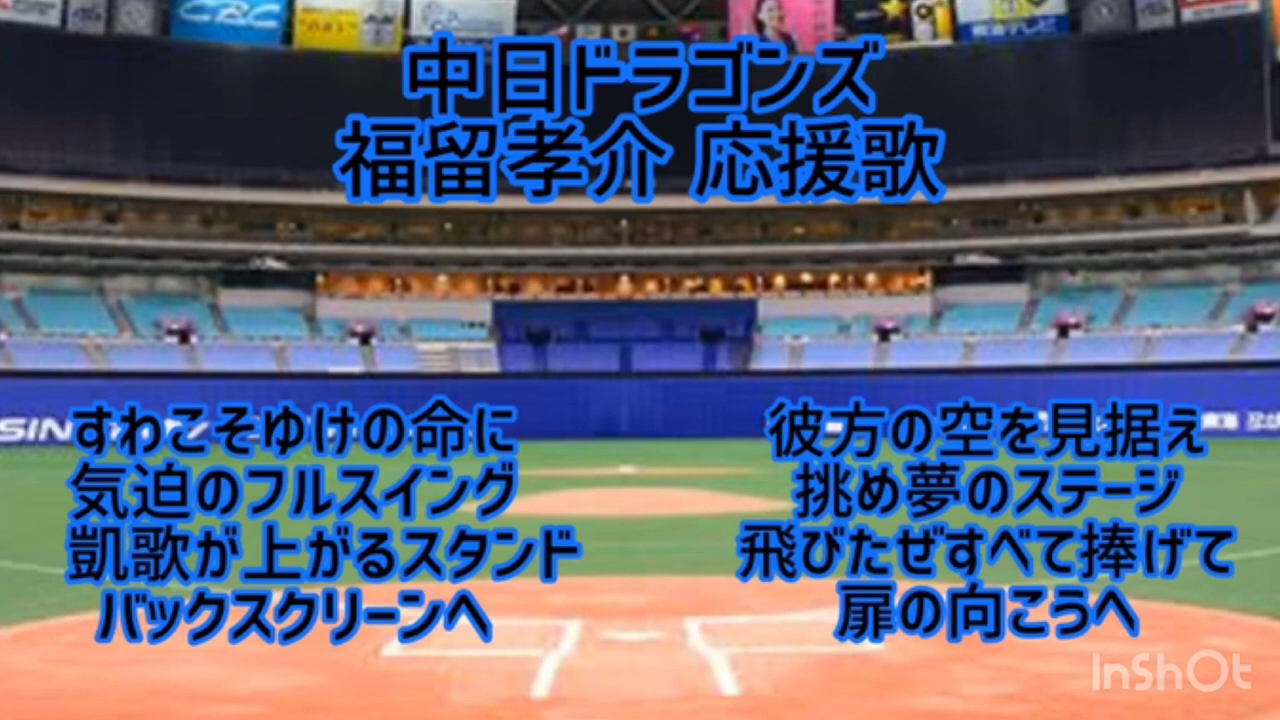 CBC
中日ドラゴンズ
福留孝介 応援歌
すわこそゆけの命に
気迫のフルスイング
凱歌が上がるスタンド
バックスクリーンへ
彼方の空を見据え
挑め夢のステージ
飛びたぜすべて捧げて
扉の向こうへ
InShOt